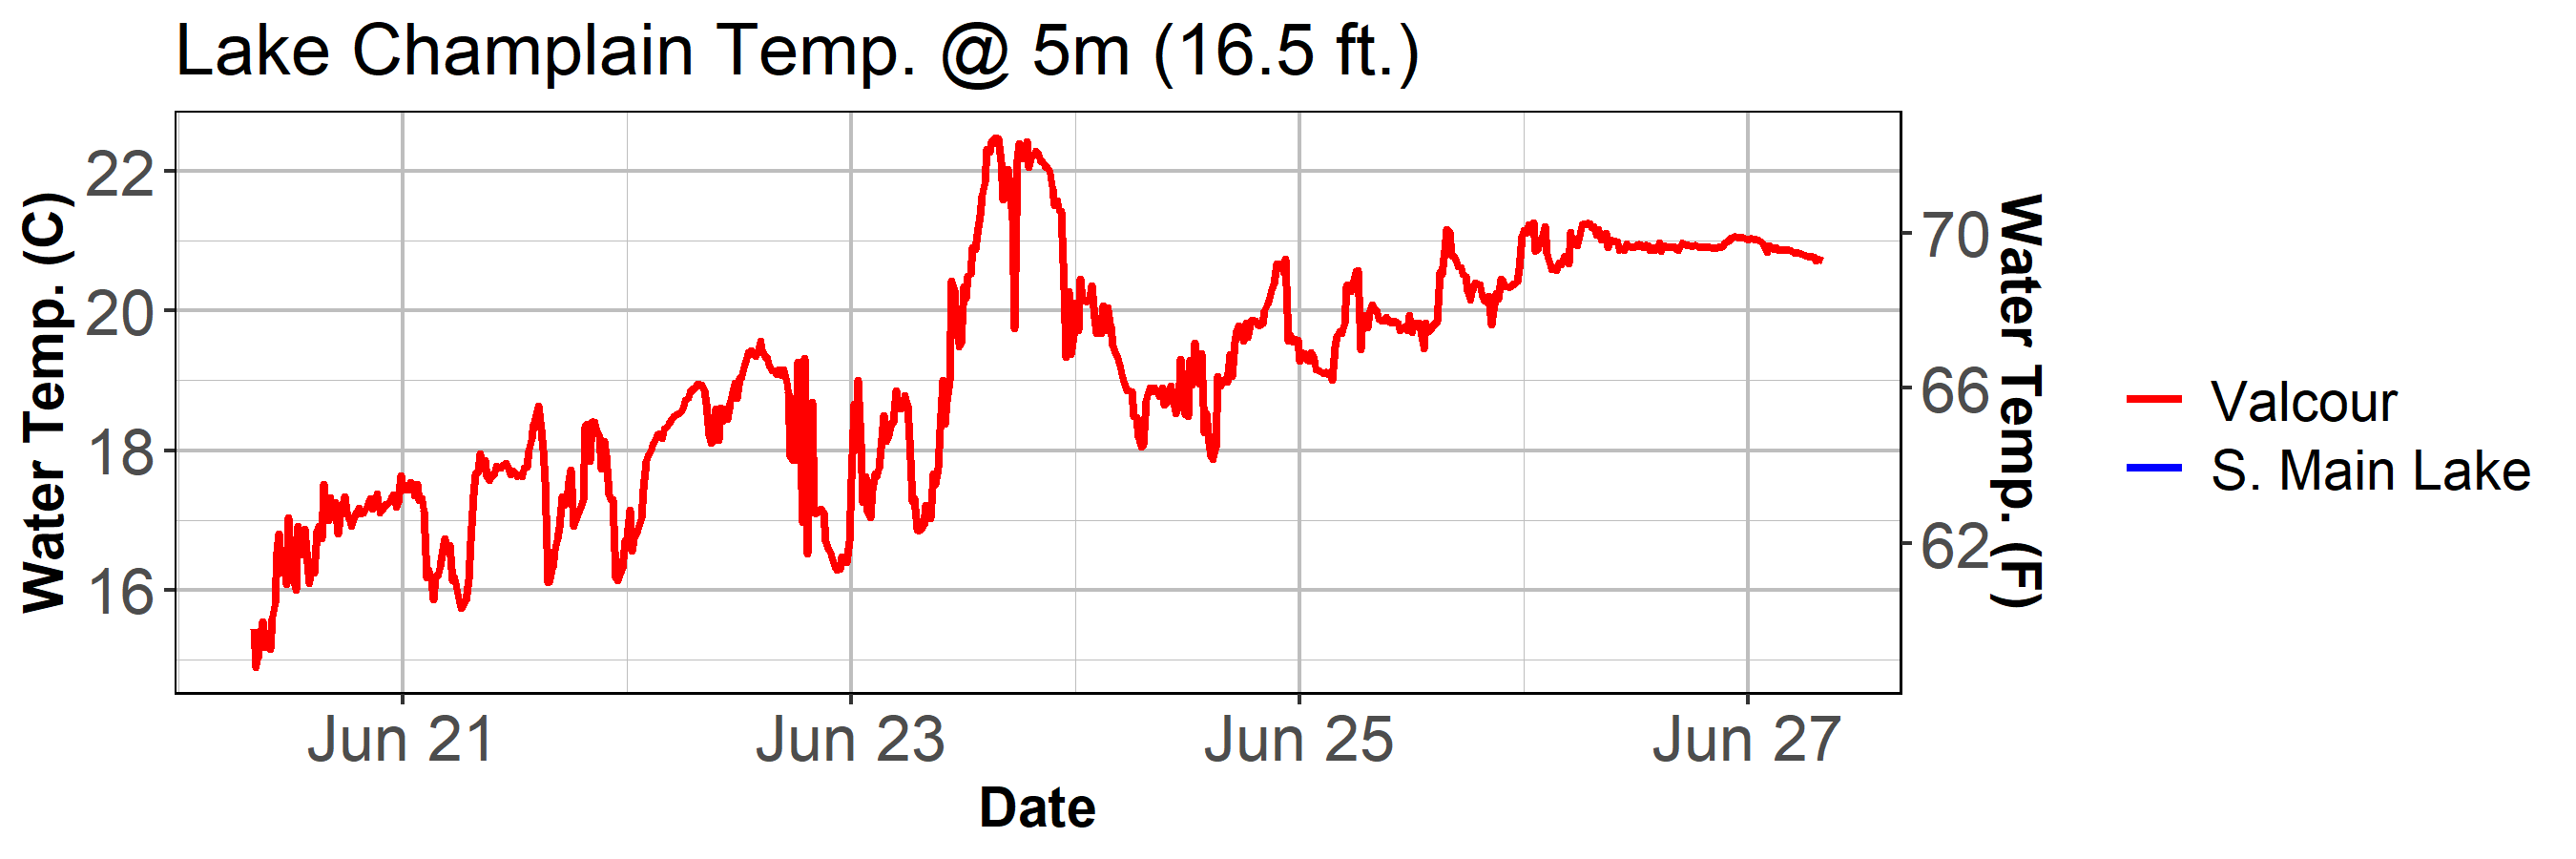 Lake Champlain Temp. @ 5m (16.5 ft.)
Water Temp. (C)
22
20
18
16
70
66
62
Water Temp. (F)
Jun 21
Jun 23
Jun 25
Jun 27
Date
Valcour
S. Main Lake